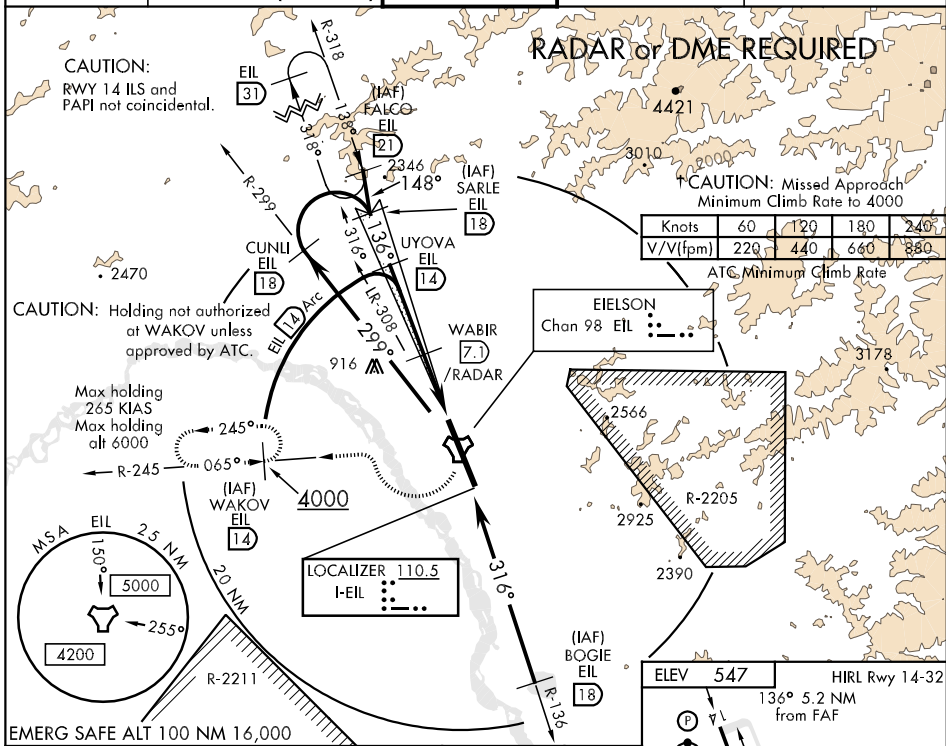 RADAR or DME REQUIRED
CAUTION:
RWY 14 ILS and
PAPI not coincidental.
EIL
31
R-318
138°
318°
(IAF)
FALCO
EIL
21
2346
148°
(IAF)
SARLE
EIL
18
4421
3010
2000
↑CAUTION: Missed Approach
Minimum Climb Rate to 4000
Knots 60 120 180 240
V/V(fpm) 220 440 660 880
ATC Minimum Climb Rate
R-299
CUNLI
EIL
18
316°
136°
UYOVA
EIL
14
2470
CAUTION: Holding not authorized
at WAKOV unless
approved by ATC.
EIL 14 Arc
LR-308
299°
916
WABIR
7.1
/RADAR
EIELSON
Chan 98 EIL
3178
Max holding
265 KIAS
Max holding
alt 6000
245°
R-245
065°
(IAF)
WAKOV
EIL
14
4000
2566
R-2205
2925
2390
MSA EIL 25 NM
150°
5000
255°
4200
20 NM
LOCALIZER 110.5
I-EIL
316°
(IAF)
BOGIE
EIL
18
R-136
R-2211
EMERG SAFE ALT 100 NM 16,000
ELEV 547
HIRL Rwy 14-32
136° 5.2 NM
from FAF
P
14